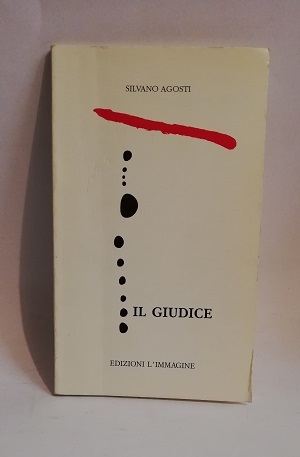 SILVANO AGOSTI
IL GIUDICE
EDIZIONI L'IMMAGINE